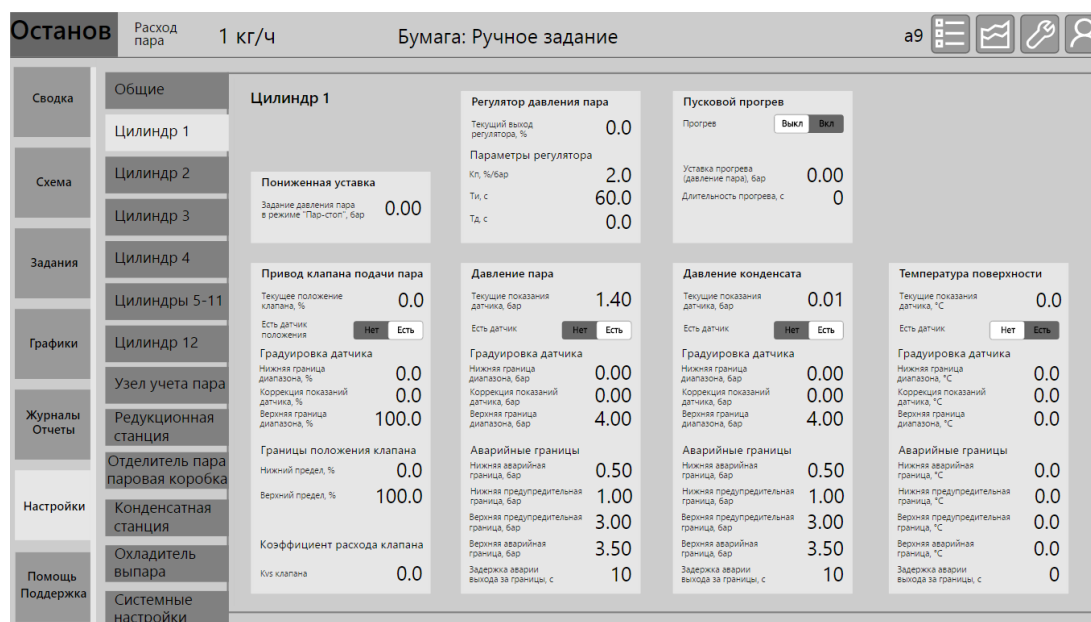 Останов
Расход
пара
1 кг/ч
Бумага: Ручное задание
а9
Сводка
Схема
Задания
Графики
Журналы
Отчеты
Настройки
Помощь
Поддержка
Общие
Цилиндр 1
Цилиндр 2
Цилиндр 3
Цилиндр 4
Цилиндры 5-11
Цилиндр 12
Узел учета пара
Редукционная
станция
Отделитель пара
паровая коробка
Конденсатная
станция
Охладитель
выпара
Системные
настройки
Цилиндр 1
Пониженная уставка
Задание давления пара
в режиме "Пар-стоп", бар
0.00
Регулятор давления пара
Текущий выход
регулятора, %
0.0
Параметры регулятора
Кп, %/бар 2.0
Ти, с 60.0
Тд, с 0.0
Пусковой прогрев
Прогрев Выкл Вкл
Уставка прогрева
(давление пара), бар
0.00
Длительность прогрева, с 0
Привод клапана подачи пара
Текущее положение
клапана, %
0.0
Есть датчик
положения
Нет Есть
Градуировка датчика
Нижняя граница
диапазона, %
0.0
Коррекция показаний
датчика, %
0.0
Верхняя граница
диапазона, %
100.0
Границы положения клапана
Нижний предел, % 0.0
Верхний предел, % 100.0
Коэффициент расхода клапана
Kvs клапана 0.0
Давление пара
Текущие показания
датчика, бар
1.40
Есть датчик Нет Есть
Градуировка датчика
Нижняя граница
диапазона, бар
0.00
Коррекция показаний
датчика, бар
0.00
Верхняя граница
диапазона, бар
4.00
Аварийные границы
Нижняя аварийная
граница, бар
0.50
Нижняя предупредительная
граница, бар
1.00
Верхняя предупредительная
граница, бар
3.00
Верхняя аварийная
граница, бар
3.50
Задержка аварии
выхода за границы, с
10
Давление конденсата
Текущие показания
датчика, бар
0.01
Есть датчик Нет Есть
Градуировка датчика
Нижняя граница
диапазона, бар
0.00
Коррекция показаний
датчика, бар
0.00
Верхняя граница
диапазона, бар
4.00
Аварийные границы
Нижняя аварийная
граница, бар
0.50
Нижняя предупредительная
граница, бар
1.00
Верхняя предупредительная
граница, бар
3.00
Верхняя аварийная
граница, бар
3.50
Задержка аварии
выхода за границы, с
10
Температура поверхности
Текущие показания
датчика, °С
0.0
Есть датчик Нет Есть
Градуировка датчика
Нижняя граница
диапазона, °С
0.0
Коррекция показаний
датчика, °С
0.0
Верхняя граница
диапазона, °С
0.0
Аварийные границы
Нижняя аварийная
граница, °С
0.0
Нижняя предупредительная
граница, °С
0.0
Верхняя предупредительная
граница, °С
0.0
Верхняя аварийная
граница, °С
0.0
Задержка аварии
выхода за границы, с
0